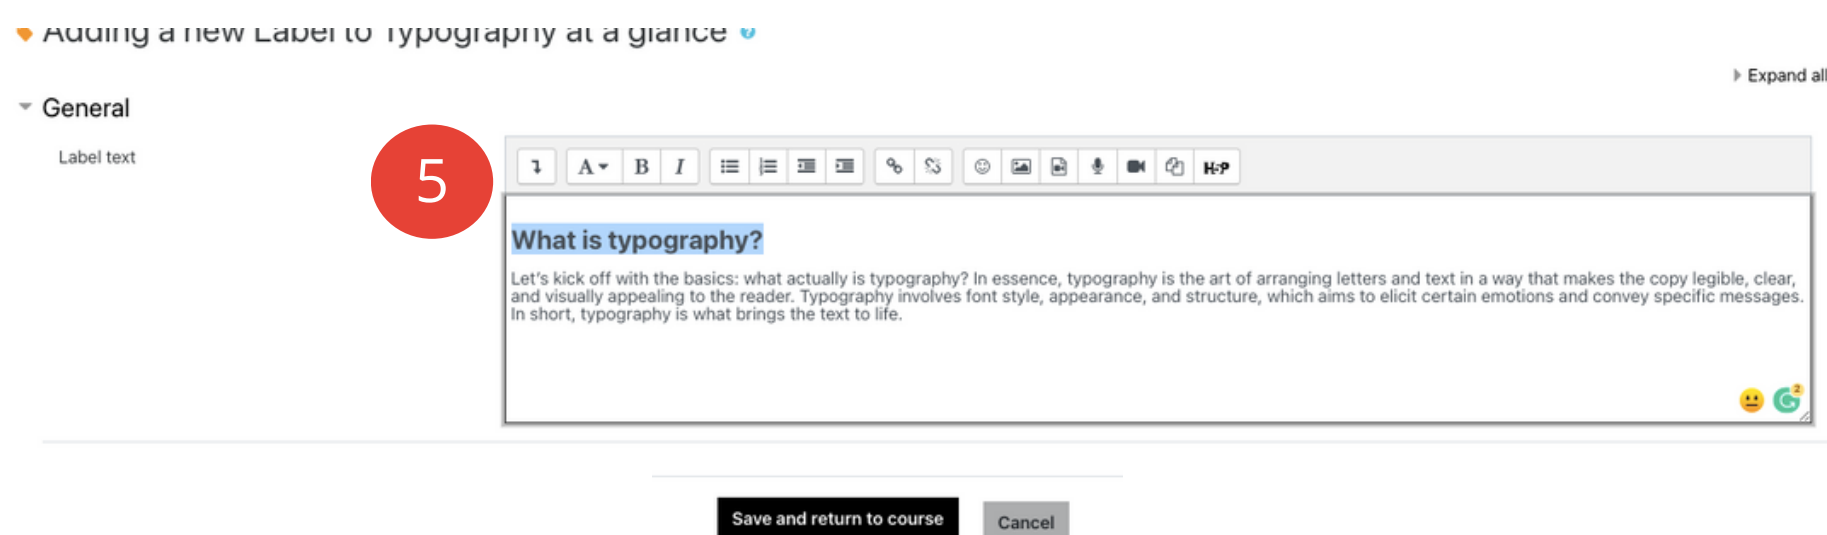 Adding a new Label to Typography at a glance ?
Expand all
General
Label text
5
A B I H5P
What is typography?
Let's kick off with the basics: what actually is typography? In essence, typography is the art of arranging letters and text in a way that makes the copy legible, clear,
and visually appealing to the reader. Typography involves font style, appearance, and structure, which aims to elicit certain emotions and convey specific messages.
In short, typography is what brings the text to life.
2
Save and return to course
Cancel